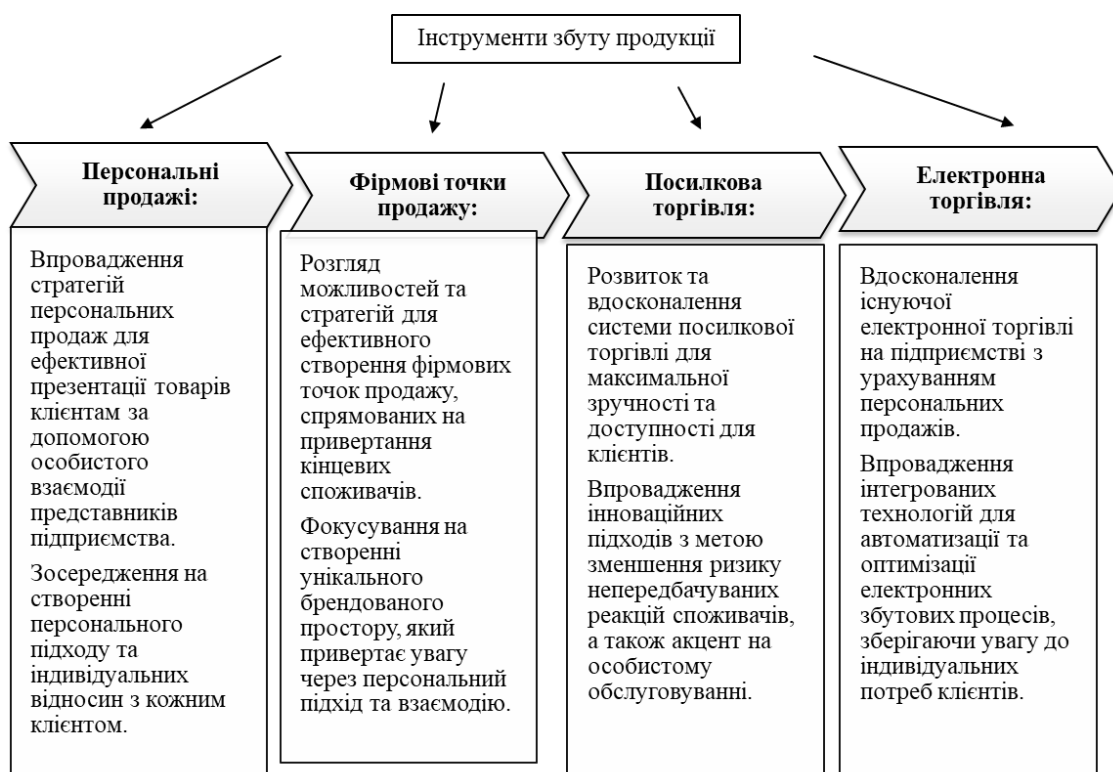 Інструменти збуту продукції
Персональні
продажі:
Впровадження
стратегій
персональних
продаж для
ефективної
презентації товарів
клієнтам за
допомогою
особистого
взаємодії
представників
підприємства.
Зосередження на
створенні
персонального
підходу та
індивідуальних
відносин з кожним
клієнтом.
Фірмові точки
продажу:
Розгляд
можливостей та
стратегій для
ефективного
створення фірмових
точок продажу,
спрямованих на
привертання
кінцевих
споживачів.
Фокусування на
створенні
унікального
брендованого
простору, який
привертає увагу
через персональний
підхід та взаємодію.
Посилкова
торгівля:
Розвиток та
вдосконалення
системи посилкової
торгівлі для
максимальної
зручності та
доступності для
клієнтів.
Впровадження
інноваційних
підходів з метою
зменшення ризику
непередбачуваних
реакцій споживачів,
а також акцент на
особистому
обслуговуванні.
Електронна
торгівля:
Вдосконалення
існуючої
електронної торгівлі
на підприємстві з
урахуванням
персональних
продажів.
Впровадження
інтегрованих
технологій для
автоматизації та
оптимізації
електронних
збутових процесів,
зберігаючи увагу до
індивідуальних
потреб клієнтів.